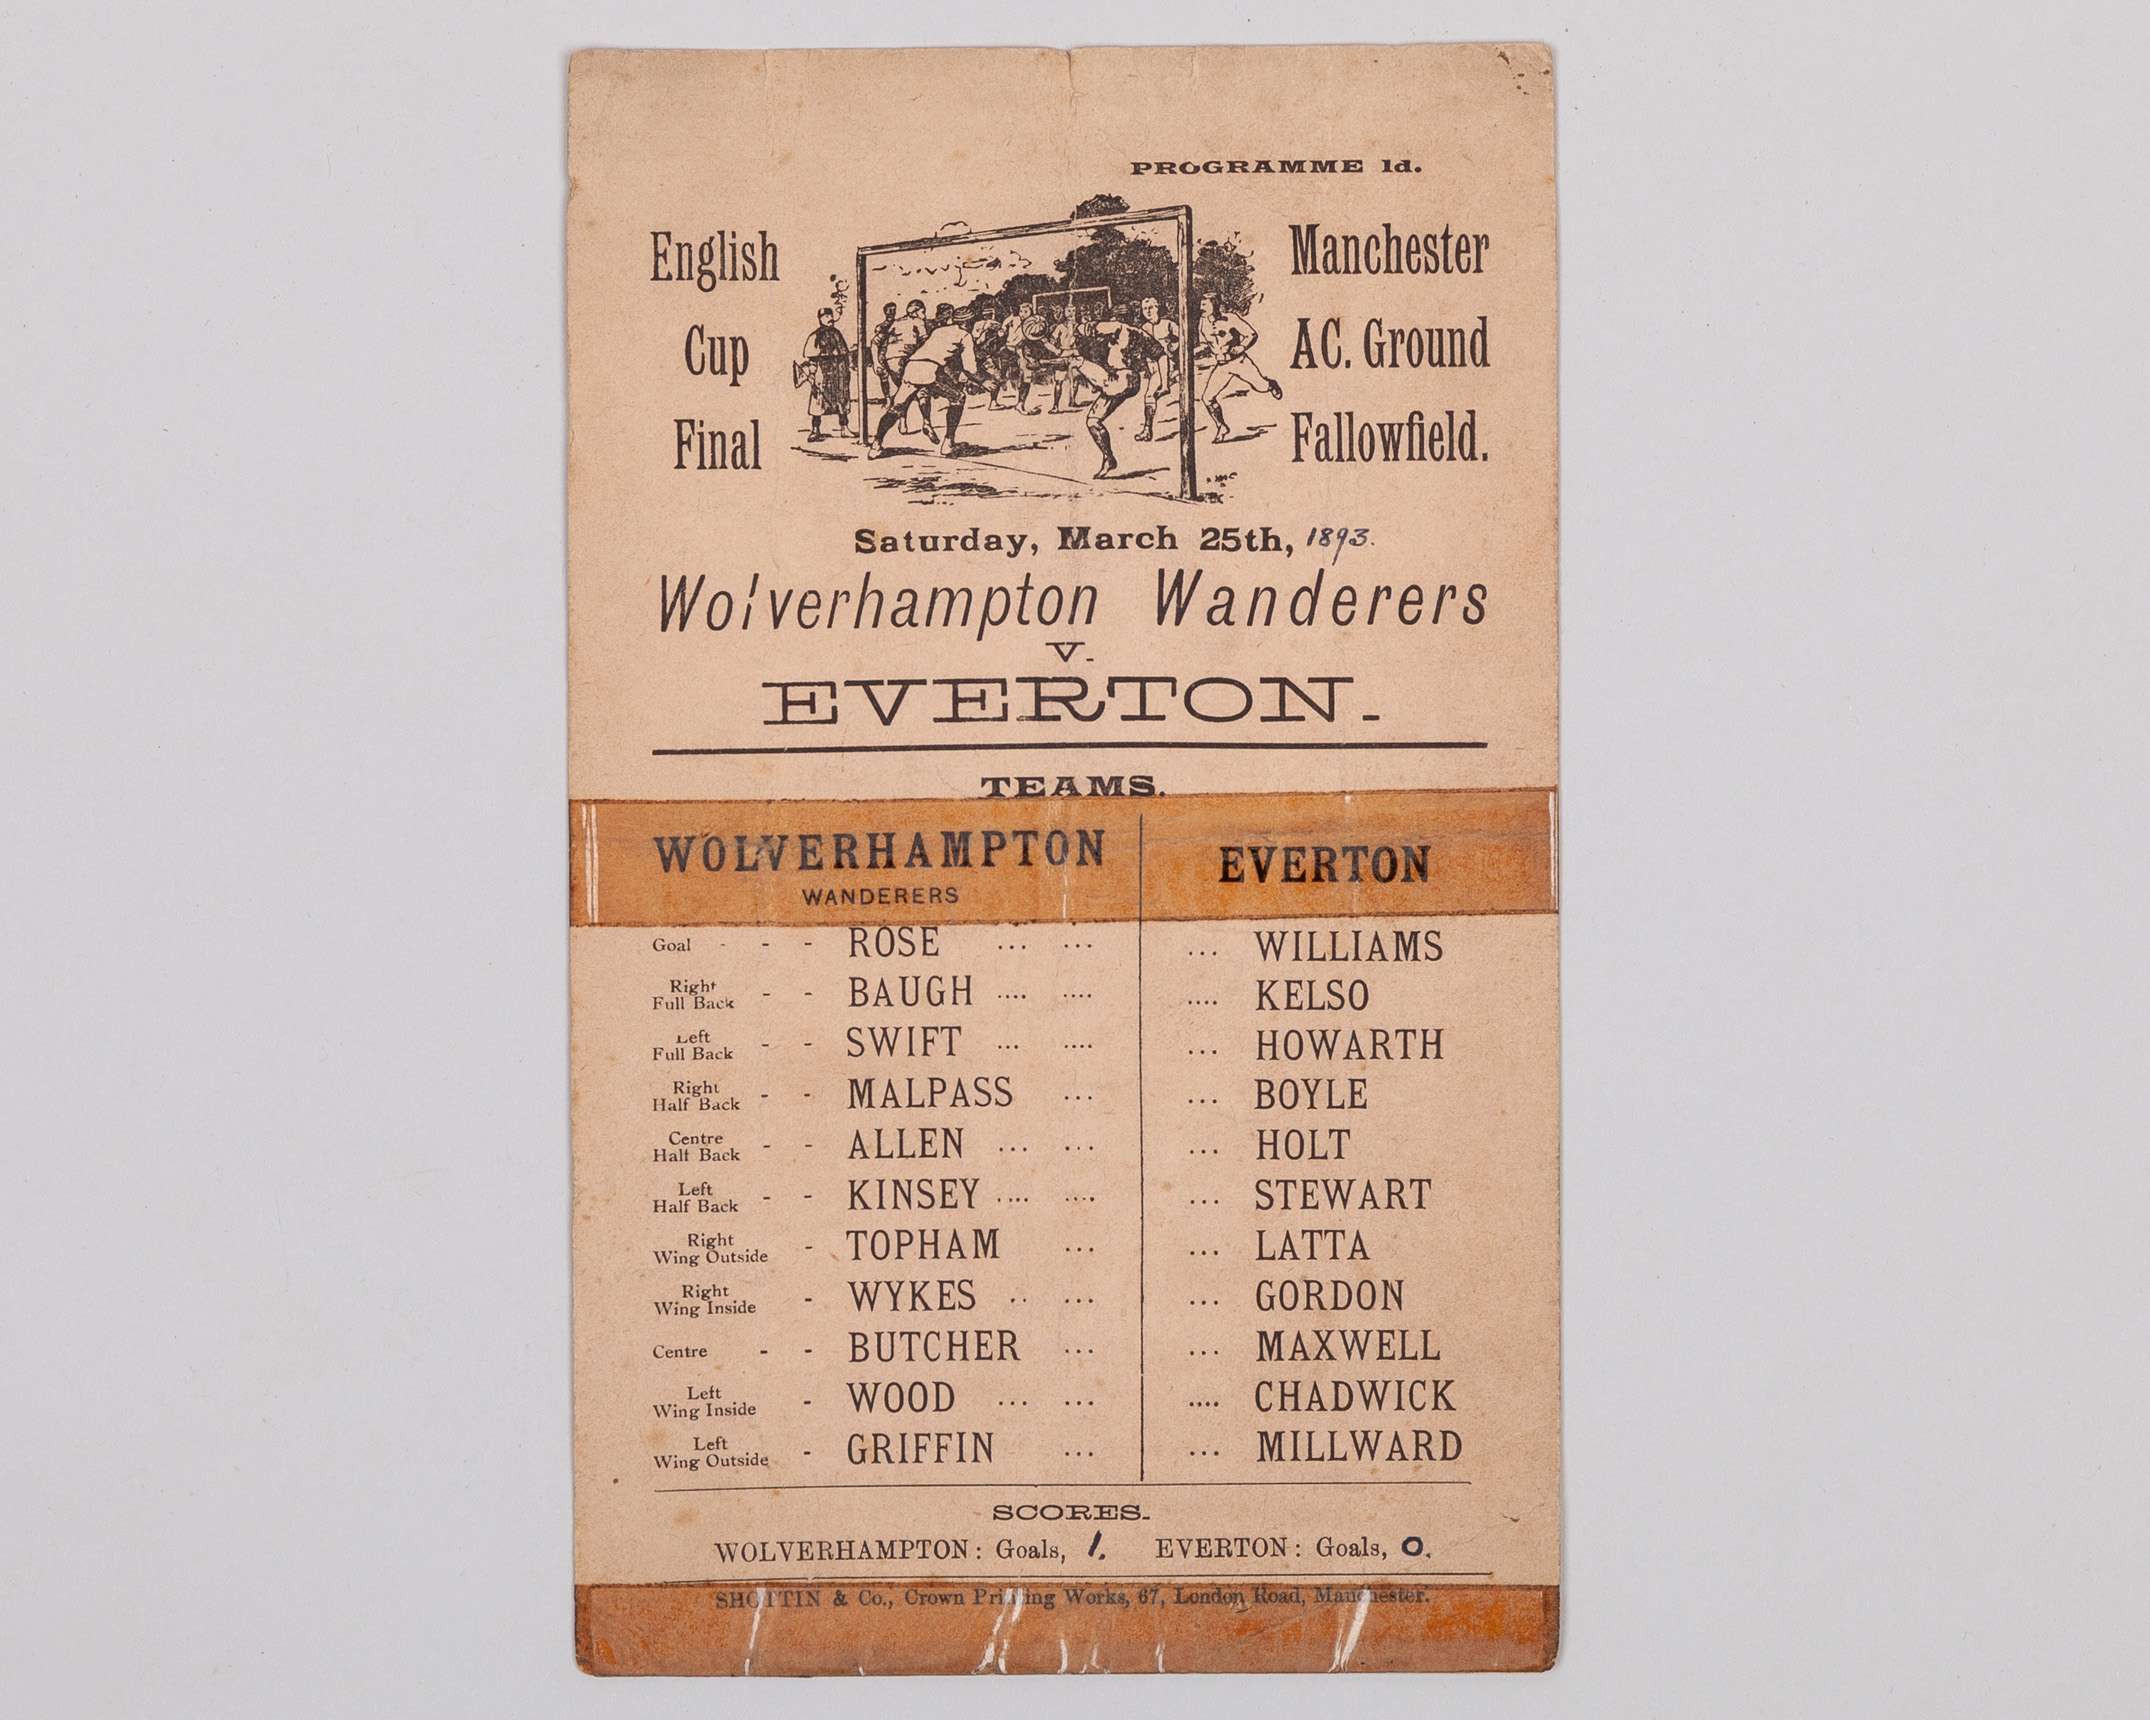 PROGRAMME 1d.
English
Cup
Final
Manchester
AC. Ground
Fallowfield.
Saturday, March 25th, 1893.
Wolverhampton Wanderers
v.
EVERTON.
TEAMS.
WOLVERHAMPTON WANDERERS EVERTON
Goal - - - ROSE ... ... ... WILLIAMS
Right Full Back - - BAUGH .... .... .... KELSO
Left Full Back - - SWIFT ... .... ... HOWARTH
Right Half Back - - MALPASS ... ... BOYLE
Centre Half Back - - ALLEN ... ... ... HOLT
Left Half Back - - KINSEY .... .... ... STEWART
Right Wing Outside - TOPHAM ... ... LATTA
Right Wing Inside - WYKES .. ... ... GORDON
Centre - - BUTCHER ... ... MAXWELL
Left Wing Inside - WOOD ... ... .... CHADWICK
Left Wing Outside - GRIFFIN ... ... MILLWARD
SCORES.
WOLVERHAMPTON: Goals, 1. EVERTON: Goals, 0.
SHOTTIN & Co., Crown Printing Works, 67, London Road, Manchester.